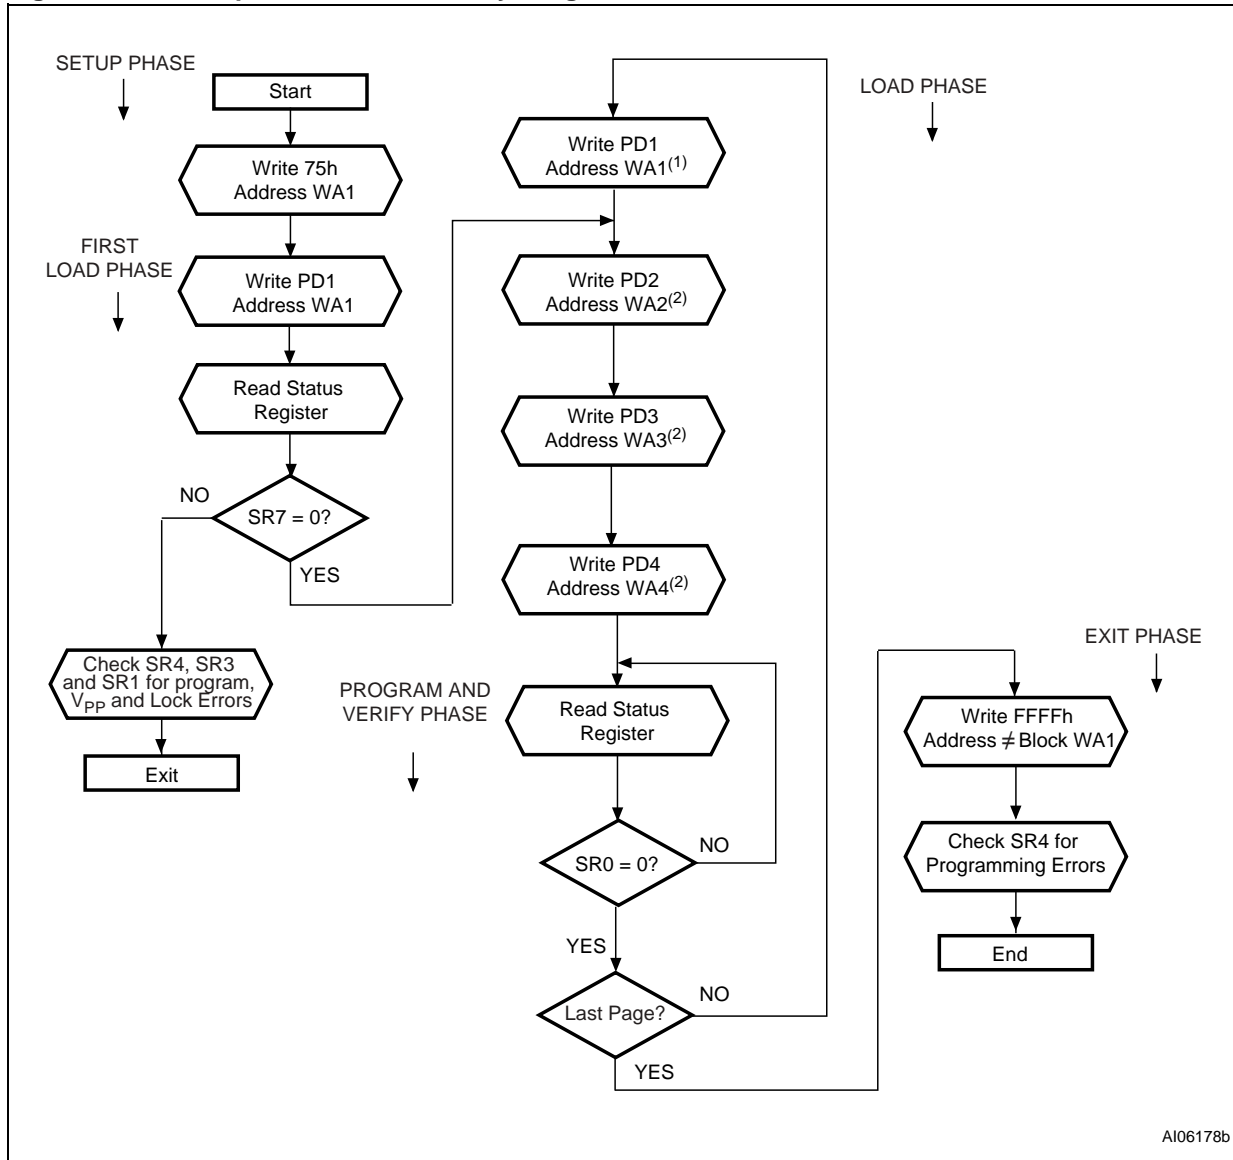 SETUP PHASE
Start
Write 75h
Address WA1
FIRST
LOAD PHASE
Write PD1
Address WA1
Read Status
Register
NO
SR7 = 0?
YES
Check SR4, SR3
and SR1 for program,
VPP and Lock Errors
Exit
LOAD PHASE
Write PD1
Address WA1(1)
Write PD2
Address WA2(2)
Write PD3
Address WA3(2)
Write PD4
Address WA4(2)
PROGRAM AND
VERIFY PHASE
Read Status
Register
SR0 = 0?
NO
YES
Last Page?
NO
YES
EXIT PHASE
Write FFFFh
Address ≠ Block WA1
Check SR4 for
Programming Errors
End
AI06178b